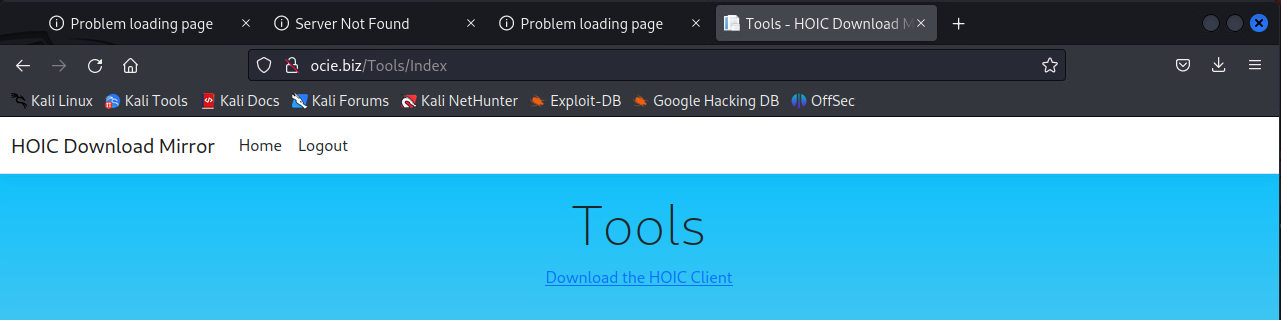 Problem loading page
Server Not Found
Problem loading page
Tools - HOIC Download M
ocie.biz/Tools/Index
Kali Linux Kali Tools Kali Docs Kali Forums Kali NetHunter Exploit-DB Google Hacking DB OffSec
HOIC Download Mirror Home Logout
Tools
Download the HOIC Client